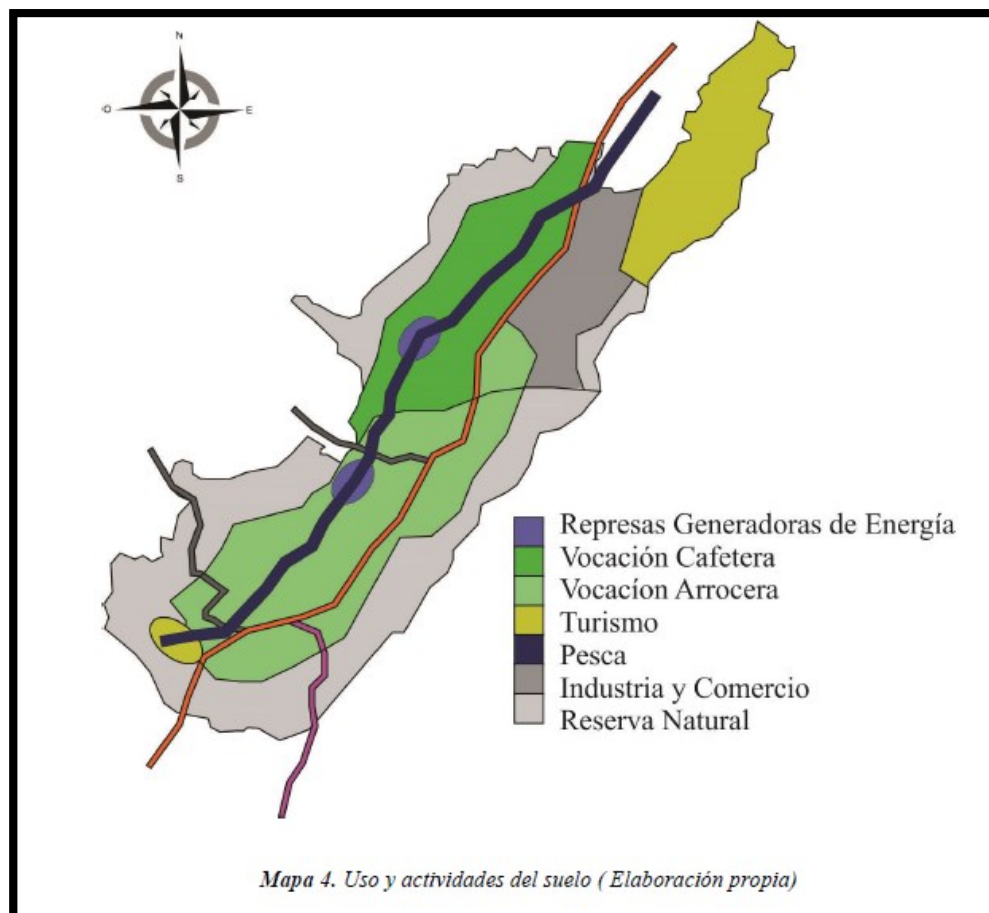 N
O
E
S
Represas Generadoras de Energía
Vocación Cafetera
Vocacíon Arrocera
Turismo
Pesca
Industria y Comercio
Reserva Natural
Mapa 4. Uso y actividades del suelo ( Elaboración propia)